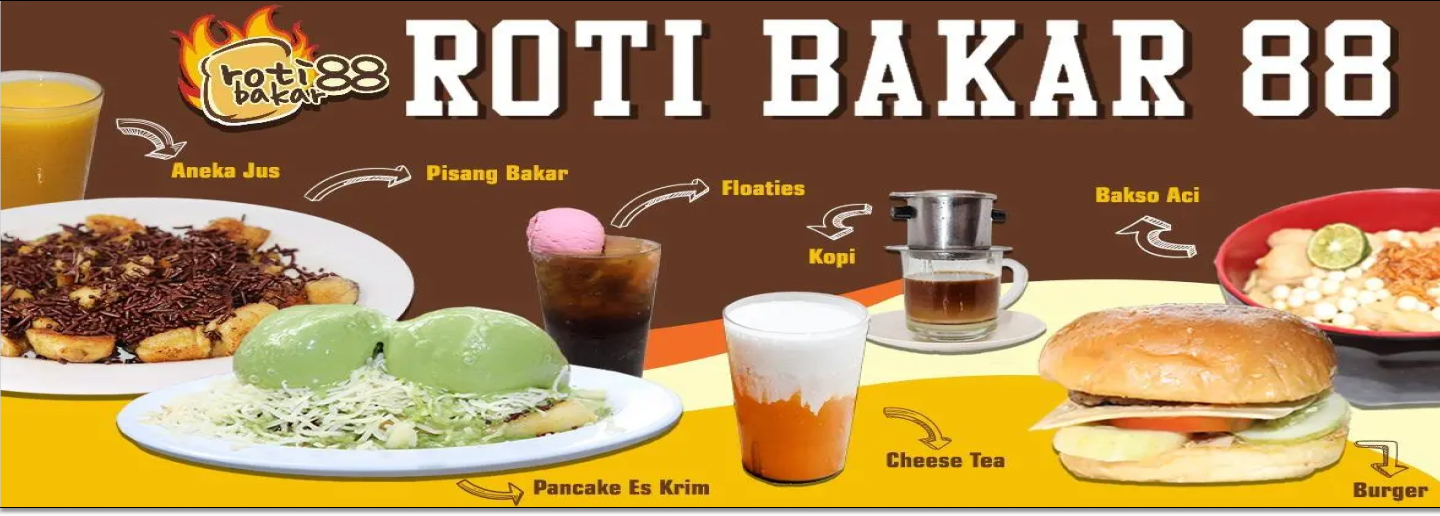 roti 88
bakar
ROTI BAKAR 88
Aneka Jus
Pisang Bakar
Floaties
Kopi
Bakso Aci
Cheese Tea
Pancake Es Krim
Burger